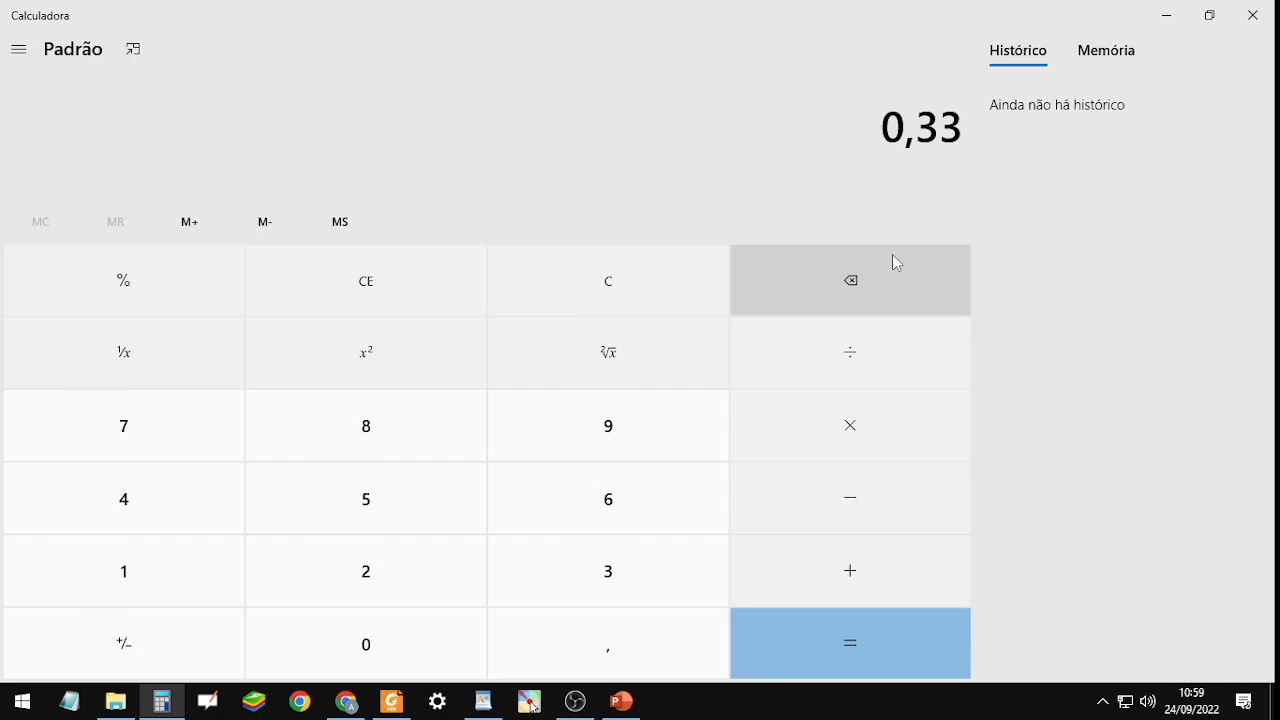 Calculadora
Padrão
Histórico Memória
Ainda não há histórico
0,33
MC MR M+ M- MS
% CE C
¹/x x² ²√x ÷
7 8 9 ×
4 5 6 −
1 2 3 +
+/− 0 , =
10:59
24/09/2022